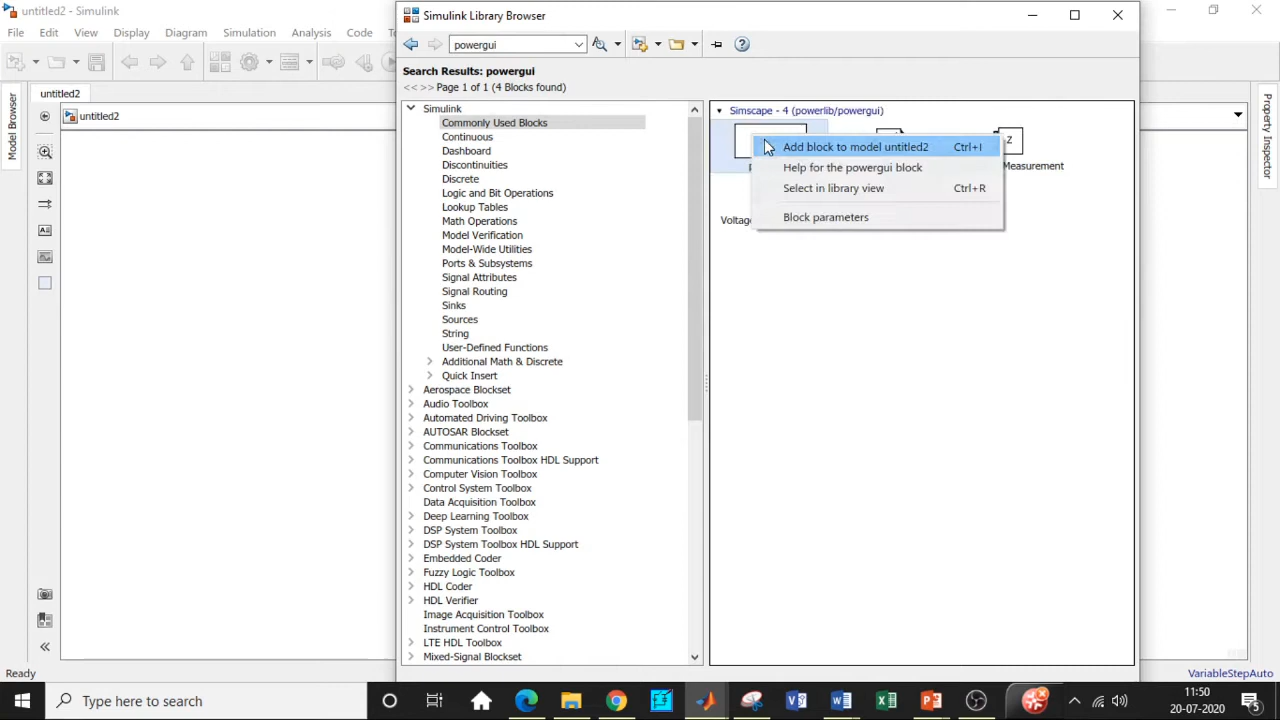 untitled2 - Simulink
File Edit View Display Diagram Simulation Analysis Code
untitled2
untitled2
Model Browser
Simulink Library Browser
powergui
Search Results: powergui
<< >> Page 1 of 1 (4 Blocks found)
Simulink
Commonly Used Blocks
Continuous
Dashboard
Discontinuities
Discrete
Logic and Bit Operations
Lookup Tables
Math Operations
Model Verification
Model-Wide Utilities
Ports & Subsystems
Signal Attributes
Signal Routing
Sinks
Sources
String
User-Defined Functions
Additional Math & Discrete
Quick Insert
Aerospace Blockset
Audio Toolbox
Automated Driving Toolbox
AUTOSAR Blockset
Communications Toolbox
Communications Toolbox HDL Support
Computer Vision Toolbox
Control System Toolbox
Data Acquisition Toolbox
Deep Learning Toolbox
DSP System Toolbox
DSP System Toolbox HDL Support
Embedded Coder
Fuzzy Logic Toolbox
HDL Coder
HDL Verifier
Image Acquisition Toolbox
Instrument Control Toolbox
LTE HDL Toolbox
Mixed-Signal Blockset
Simscape - 4 (powerlib/powergui)
Z
Measurement
Add block to model untitled2 Ctrl+I
Help for the powergui block
Select in library view Ctrl+R
Block parameters
Property Inspector
Ready
VariableStepAuto
Type here to search
11:50
20-07-2020
5